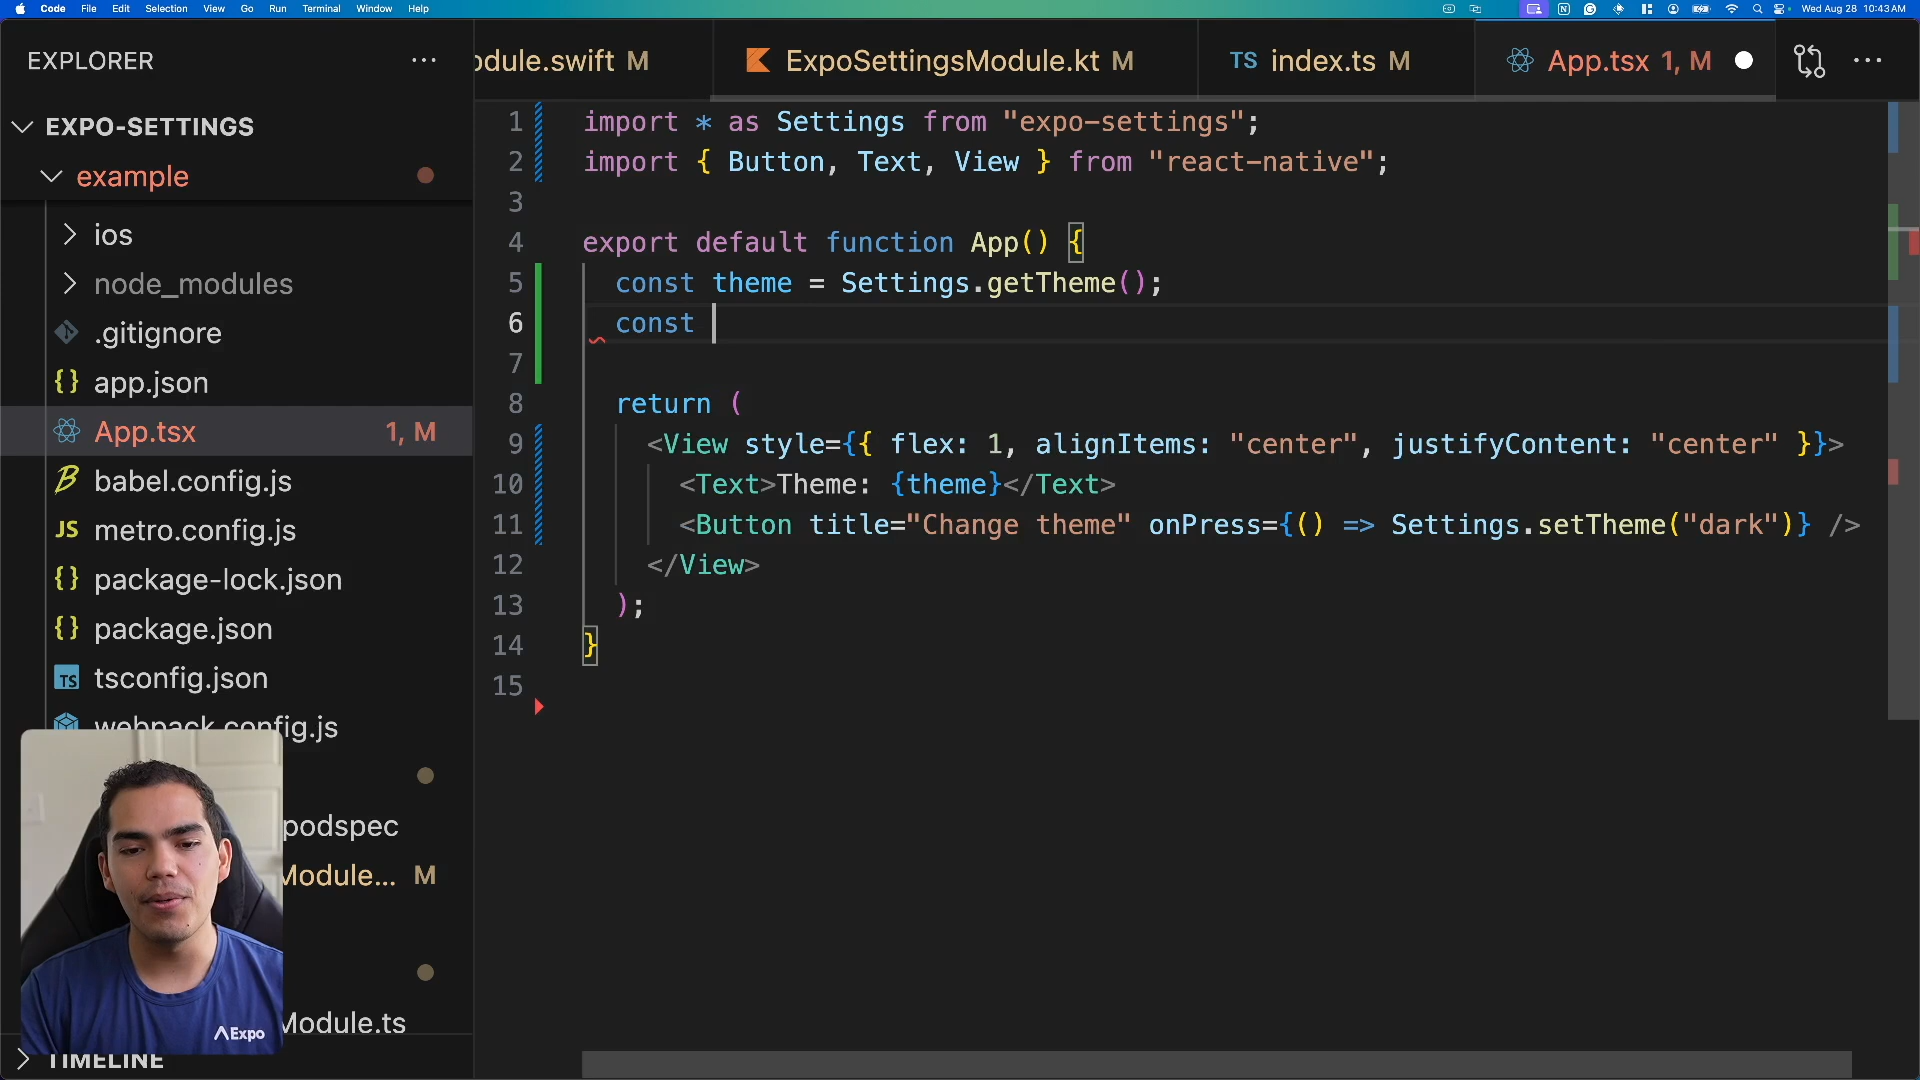 Code File Edit Selection View Go Run Terminal Window Help Wed Aug 28 10:43 AM
EXPLORER
odule.swift M
ExpoSettingsModule.kt M
TS index.ts M
App.tsx 1, M
EXPO-SETTINGS
example
ios
node_modules
.gitignore
{} app.json
App.tsx 1, M
babel.config.js
JS metro.config.js
{} package-lock.json
{} package.json
TS tsconfig.json
webpack.config.js
podspec
Module... M
Module.ts
TIMELINE
1 import * as Settings from "expo-settings";
2 import { Button, Text, View } from "react-native";
3
4 export default function App() {
5 const theme = Settings.getTheme();
6 const
7
8 return (
9 <View style={{ flex: 1, alignItems: "center", justifyContent: "center" }}>
10 <Text>Theme: {theme}</Text>
11 <Button title="Change theme" onPress={() => Settings.setTheme("dark")} />
12 </View>
13 );
14 }
15
Expo